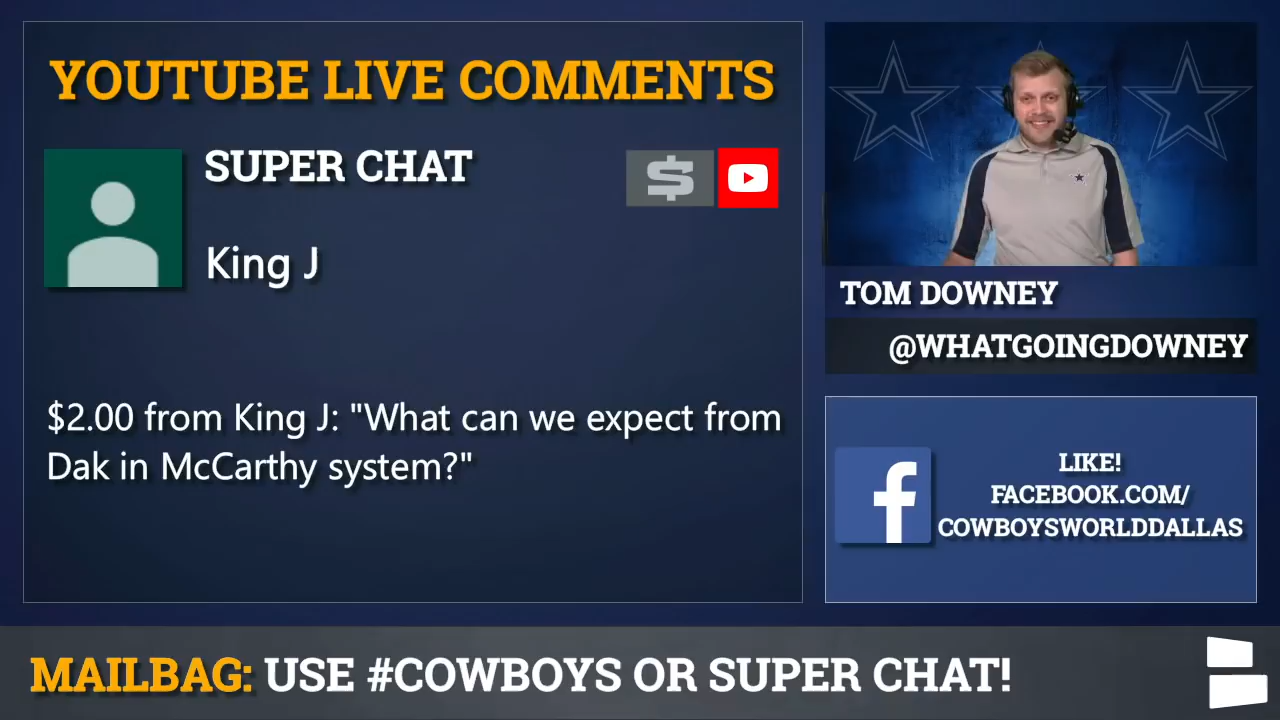 YOUTUBE LIVE COMMENTS
SUPER CHAT
King J
$2.00 from King J: "What can we expect from
Dak in McCarthy system?"
TOM DOWNEY
@WHATGOINGDOWNEY
LIKE!
FACEBOOK.COM/
COWBOYSWORLDDALLAS
MAILBAG: USE #COWBOYS OR SUPER CHAT!